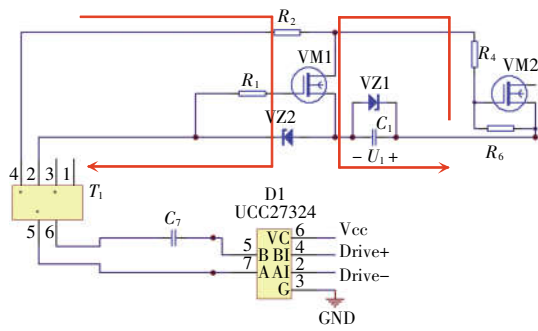 R₂
VM1
R₁
VZ2
VZ1
C₁
− U₁ +
R₄
VM2
R₆
4 2 3 1
T₁
5 6
C₇
D1
UCC27324
5 B VC 6 Vcc
BI 4 Drive+
7 A AI 2 Drive−
G 3
GND